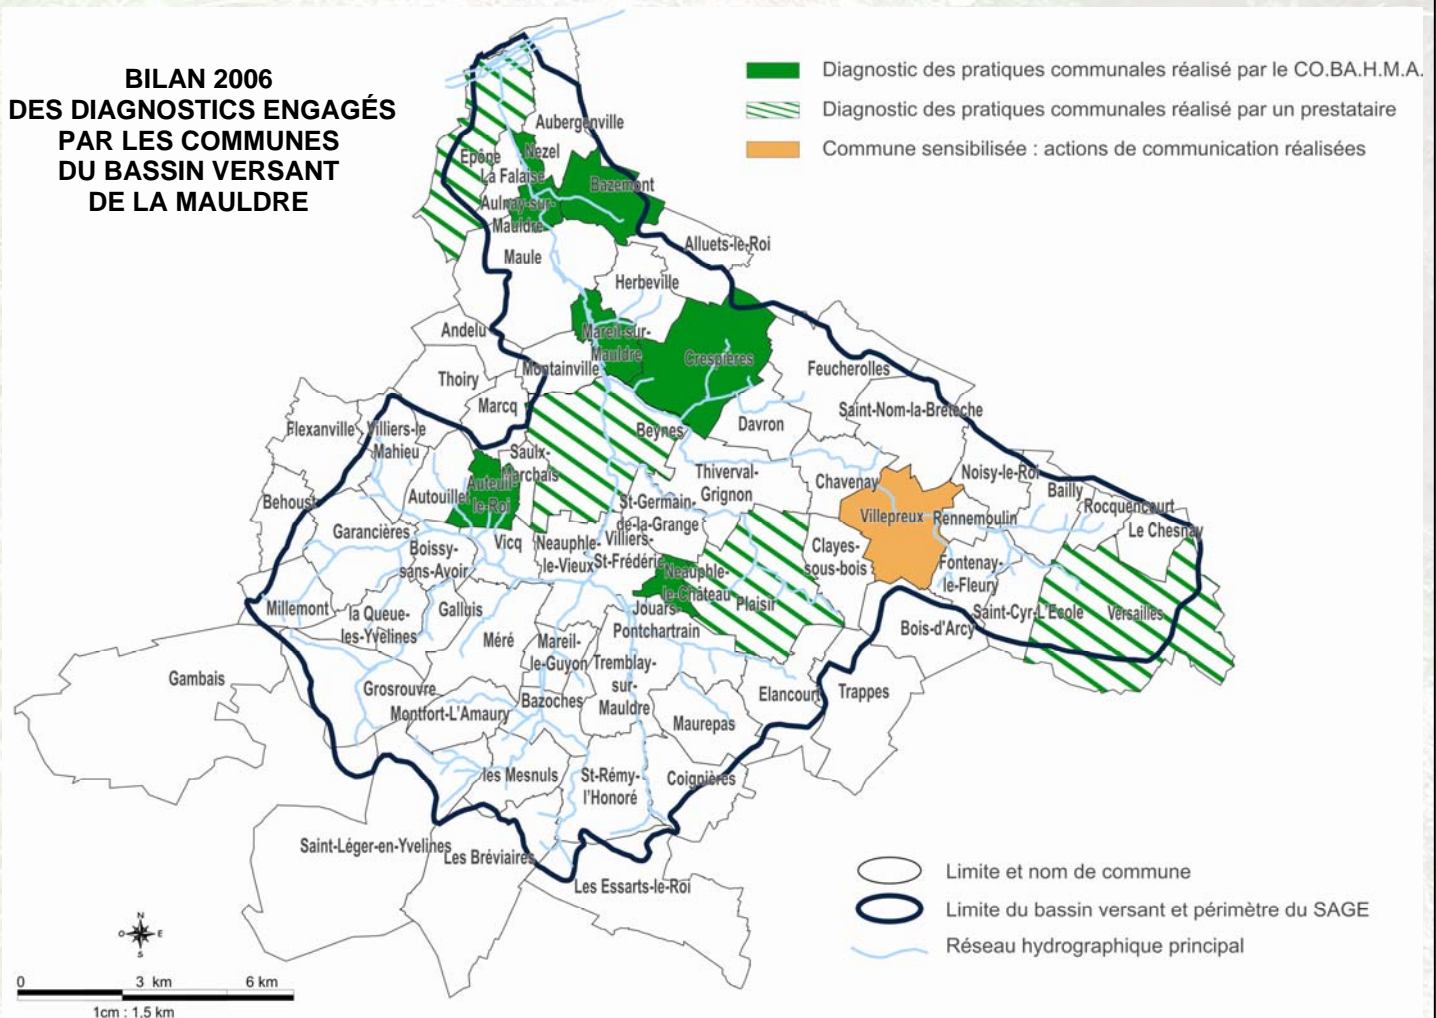 BILAN 2006
DES DIAGNOSTICS ENGAGÉS
PAR LES COMMUNES
DU BASSIN VERSANT
DE LA MAULDRE
Diagnostic des pratiques communales réalisé par le CO.BA.H.M.A.
Diagnostic des pratiques communales réalisé par un prestataire
Commune sensibilisée : actions de communication réalisées
Aubergenville
Epône
Nezel
La Falaise
Bazemont
Aulnay-sur-
Mauldre
Alluets-le-Roi
Maule
Herbeville
Andelu
Mareil-sur-
Mauldre
Crespières
Montainville
Feucherolles
Thoiry
Marcq
Saint-Nom-la-Breteche
Flexanville
Villiers-le
Mahieu
Beynes
Davron
Saulx-
Marchais
Thiverval-
Grignon
Chavenay
Noisy-le-Roi
Bailly
Behoust
Autouillet
Auteuil-
le-Roi
St-Germain-
de-la-Grange
Villepreux
Rennemoulin
Rocquencourt
Le Chesnay
Garancières
Vicq
Neauphle-
le-Vieux
Villiers-
St-Fréderic
Clayes-
sous-bois
Boissy-
sans-Avoir
Fontenay-
le-Fleury
Neauphle-
le-Château
Plaisir
Millemont
la Queue-
les-Yvelines
Galluis
Jouars-
Pontchartrain
Saint-Cyr-L'Ecole
Versailles
Bois-d'Arcy
Méré
Mareil-
le-Guyon
Tremblay-
sur-
Mauldre
Gambais
Grosrouvre
Elancourt
Trappes
Montfort-L'Amaury
Bazoches
Maurepas
les Mesnuls
St-Rémy-
l'Honoré
Coignières
Saint-Léger-en-Yvelines
Les Bréviaires
Les Essarts-le-Roi
Limite et nom de commune
Limite du bassin versant et périmètre du SAGE
Réseau hydrographique principal
N
O
E
S
0
3 km
6 km
1cm : 1,5 km